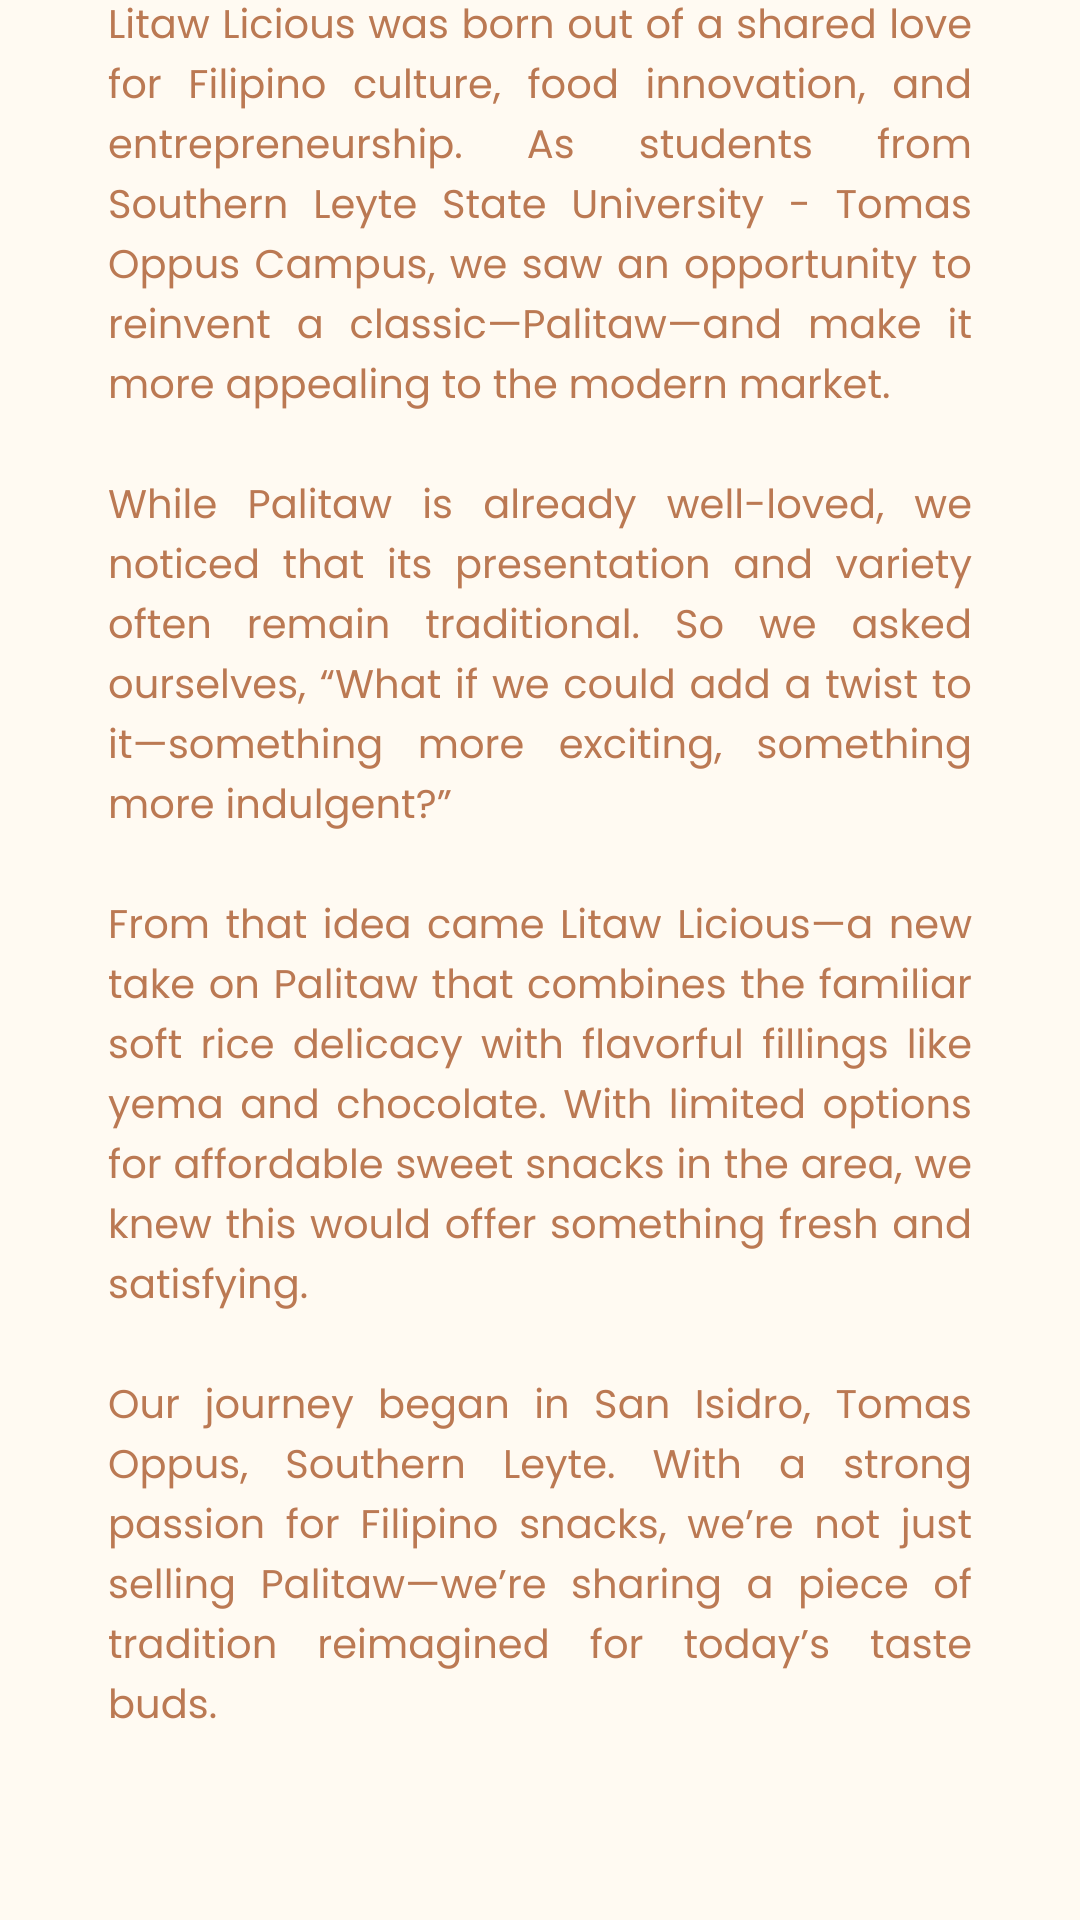 Litaw Licious was born out of a shared love
for Filipino culture, food innovation, and
entrepreneurship. As students from
Southern Leyte State University - Tomas
Oppus Campus, we saw an opportunity to
reinvent a classic—Palitaw—and make it
more appealing to the modern market.
While Palitaw is already well-loved, we
noticed that its presentation and variety
often remain traditional. So we asked
ourselves, “What if we could add a twist to
it—something more exciting, something
more indulgent?”
From that idea came Litaw Licious—a new
take on Palitaw that combines the familiar
soft rice delicacy with flavorful fillings like
yema and chocolate. With limited options
for affordable sweet snacks in the area, we
knew this would offer something fresh and
satisfying.
Our journey began in San Isidro, Tomas
Oppus, Southern Leyte. With a strong
passion for Filipino snacks, we’re not just
selling Palitaw—we’re sharing a piece of
tradition reimagined for today’s taste
buds.